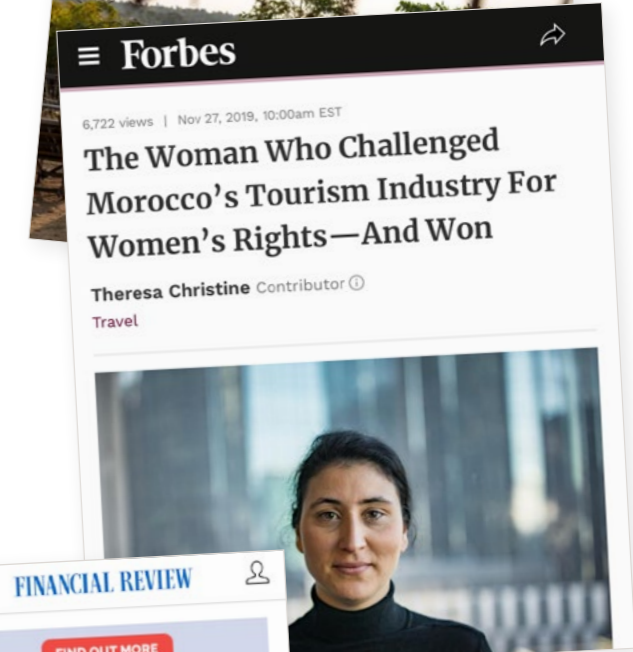 Forbes
6,722 views | Nov 27, 2019, 10:00am EST
The Woman Who Challenged
Morocco’s Tourism Industry For
Women’s Rights—And Won
Theresa Christine Contributor
Travel
FINANCIAL REVIEW
FIND OUT MORE